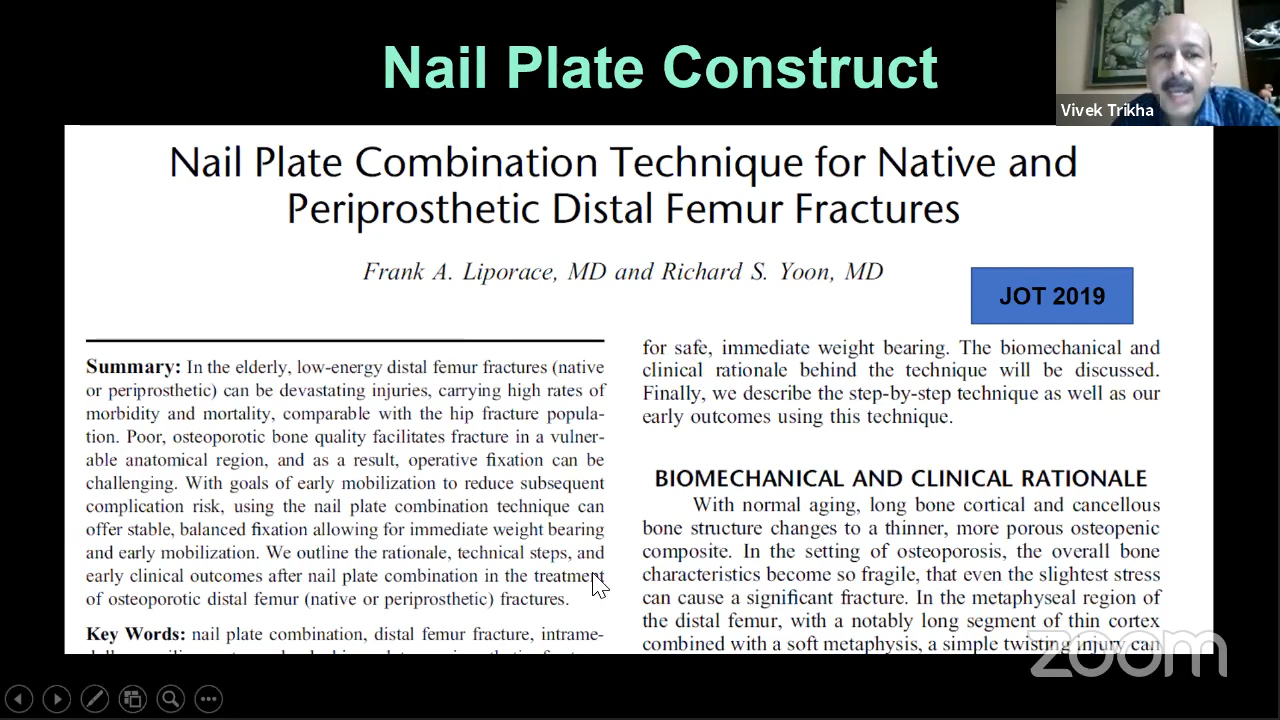 Nail Plate Construct
Vivek Trikha
Nail Plate Combination Technique for Native and
Periprosthetic Distal Femur Fractures
Frank A. Liporace, MD and Richard S. Yoon, MD
JOT 2019
Summary: In the elderly, low-energy distal femur fractures (native
or periprosthetic) can be devastating injuries, carrying high rates of
morbidity and mortality, comparable with the hip fracture popula-
tion. Poor, osteoporotic bone quality facilitates fracture in a vulner-
able anatomical region, and as a result, operative fixation can be
challenging. With goals of early mobilization to reduce subsequent
complication risk, using the nail plate combination technique can
offer stable, balanced fixation allowing for immediate weight bearing
and early mobilization. We outline the rationale, technical steps, and
early clinical outcomes after nail plate combination in the treatment
of osteoporotic distal femur (native or periprosthetic) fractures.
Key Words: nail plate combination, distal femur fracture, intrame-
for safe, immediate weight bearing. The biomechanical and
clinical rationale behind the technique will be discussed.
Finally, we describe the step-by-step technique as well as our
early outcomes using this technique.
BIOMECHANICAL AND CLINICAL RATIONALE
With normal aging, long bone cortical and cancellous
bone structure changes to a thinner, more porous osteopenic
composite. In the setting of osteoporosis, the overall bone
characteristics become so fragile, that even the slightest stress
can cause a significant fracture. In the metaphyseal region of
the distal femur, with a notably long segment of thin cortex
combined with a soft metaphysis, a simple twisting injury can
zoom